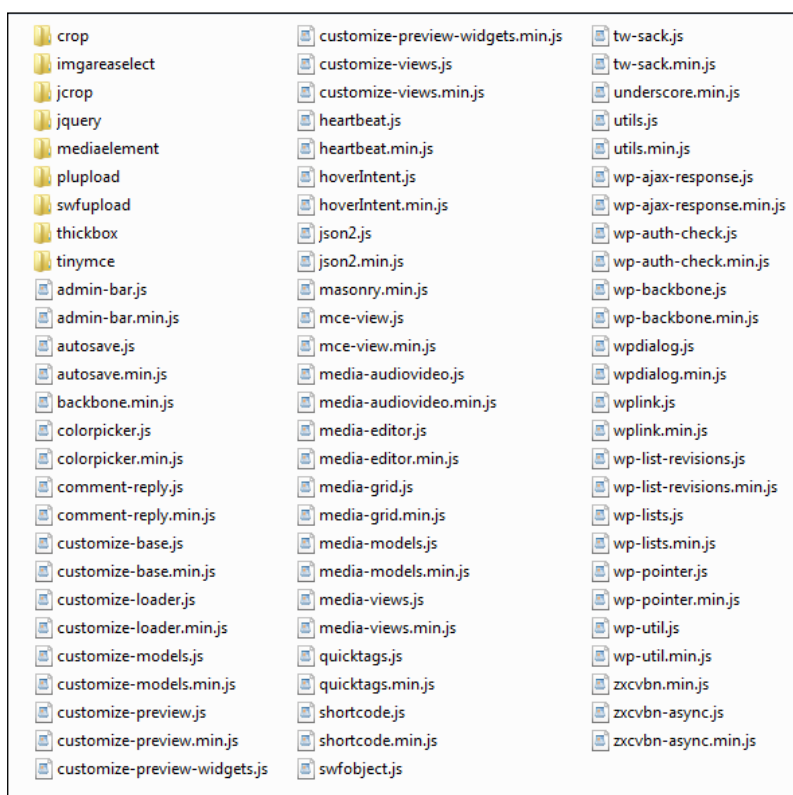 crop
imgareaselect
jcrop
jquery
mediaelement
plupload
swfupload
thickbox
tinymce
admin-bar.js
admin-bar.min.js
autosave.js
autosave.min.js
backbone.min.js
colorpicker.js
colorpicker.min.js
comment-reply.js
comment-reply.min.js
customize-base.js
customize-base.min.js
customize-loader.js
customize-loader.min.js
customize-models.js
customize-models.min.js
customize-preview.js
customize-preview.min.js
customize-preview-widgets.js
customize-preview-widgets.min.js
customize-views.js
customize-views.min.js
heartbeat.js
heartbeat.min.js
hoverIntent.js
hoverIntent.min.js
json2.js
json2.min.js
masonry.min.js
mce-view.js
mce-view.min.js
media-audiovideo.js
media-audiovideo.min.js
media-editor.js
media-editor.min.js
media-grid.js
media-grid.min.js
media-models.js
media-models.min.js
media-views.js
media-views.min.js
quicktags.js
quicktags.min.js
shortcode.js
shortcode.min.js
swfobject.js
tw-sack.js
tw-sack.min.js
underscore.min.js
utils.js
utils.min.js
wp-ajax-response.js
wp-ajax-response.min.js
wp-auth-check.js
wp-auth-check.min.js
wp-backbone.js
wp-backbone.min.js
wpdialog.js
wpdialog.min.js
wplink.js
wplink.min.js
wp-list-revisions.js
wp-list-revisions.min.js
wp-lists.js
wp-lists.min.js
wp-pointer.js
wp-pointer.min.js
wp-util.js
wp-util.min.js
zxcvbn.min.js
zxcvbn-async.js
zxcvbn-async.min.js